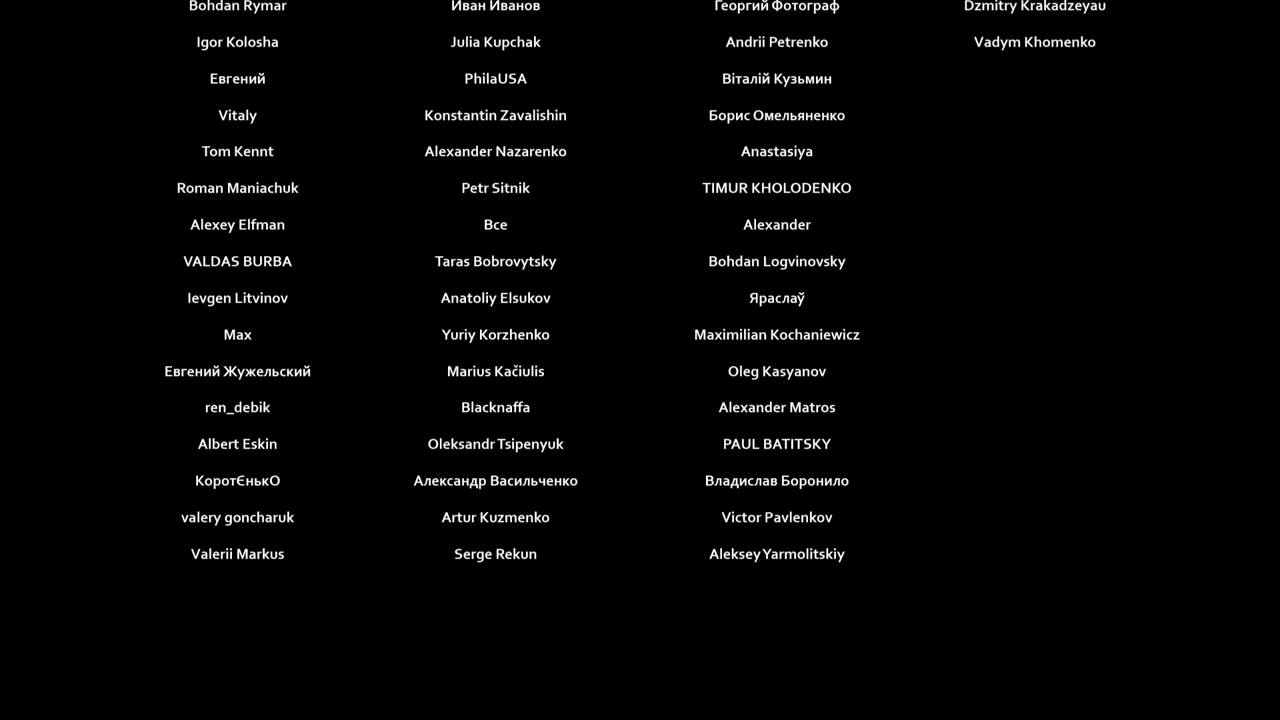 Bohdan Rymar
Igor Kolosha
Евгений
Vitaly
Tom Kennt
Roman Maniachuk
Alexey Elfman
VALDAS BURBA
Ievgen Litvinov
Max
Евгений Жужельский
ren_debik
Albert Eskin
КоротЄнькО
valery goncharuk
Valerii Markus
Иван Иванов
Julia Kupchak
PhilaUSA
Konstantin Zavalishin
Alexander Nazarenko
Petr Sitnik
Все
Taras Bobrovytsky
Anatoliy Elsukov
Yuriy Korzhenko
Marius Kačiulis
Blacknaffa
Oleksandr Tsipenyuk
Александр Васильченко
Artur Kuzmenko
Serge Rekun
Георгий Фотограф
Andrii Petrenko
Віталій Кузьмин
Борис Омельяненко
Anastasiya
TIMUR KHOLODENKO
Alexander
Bohdan Logvinovsky
Яраслаў
Maximilian Kochaniewicz
Oleg Kasyanov
Alexander Matros
PAUL BATITSKY
Владислав Боронило
Victor Pavlenkov
Aleksey Yarmolitskiy
Dzmitry Krakadzeyau
Vadym Khomenko